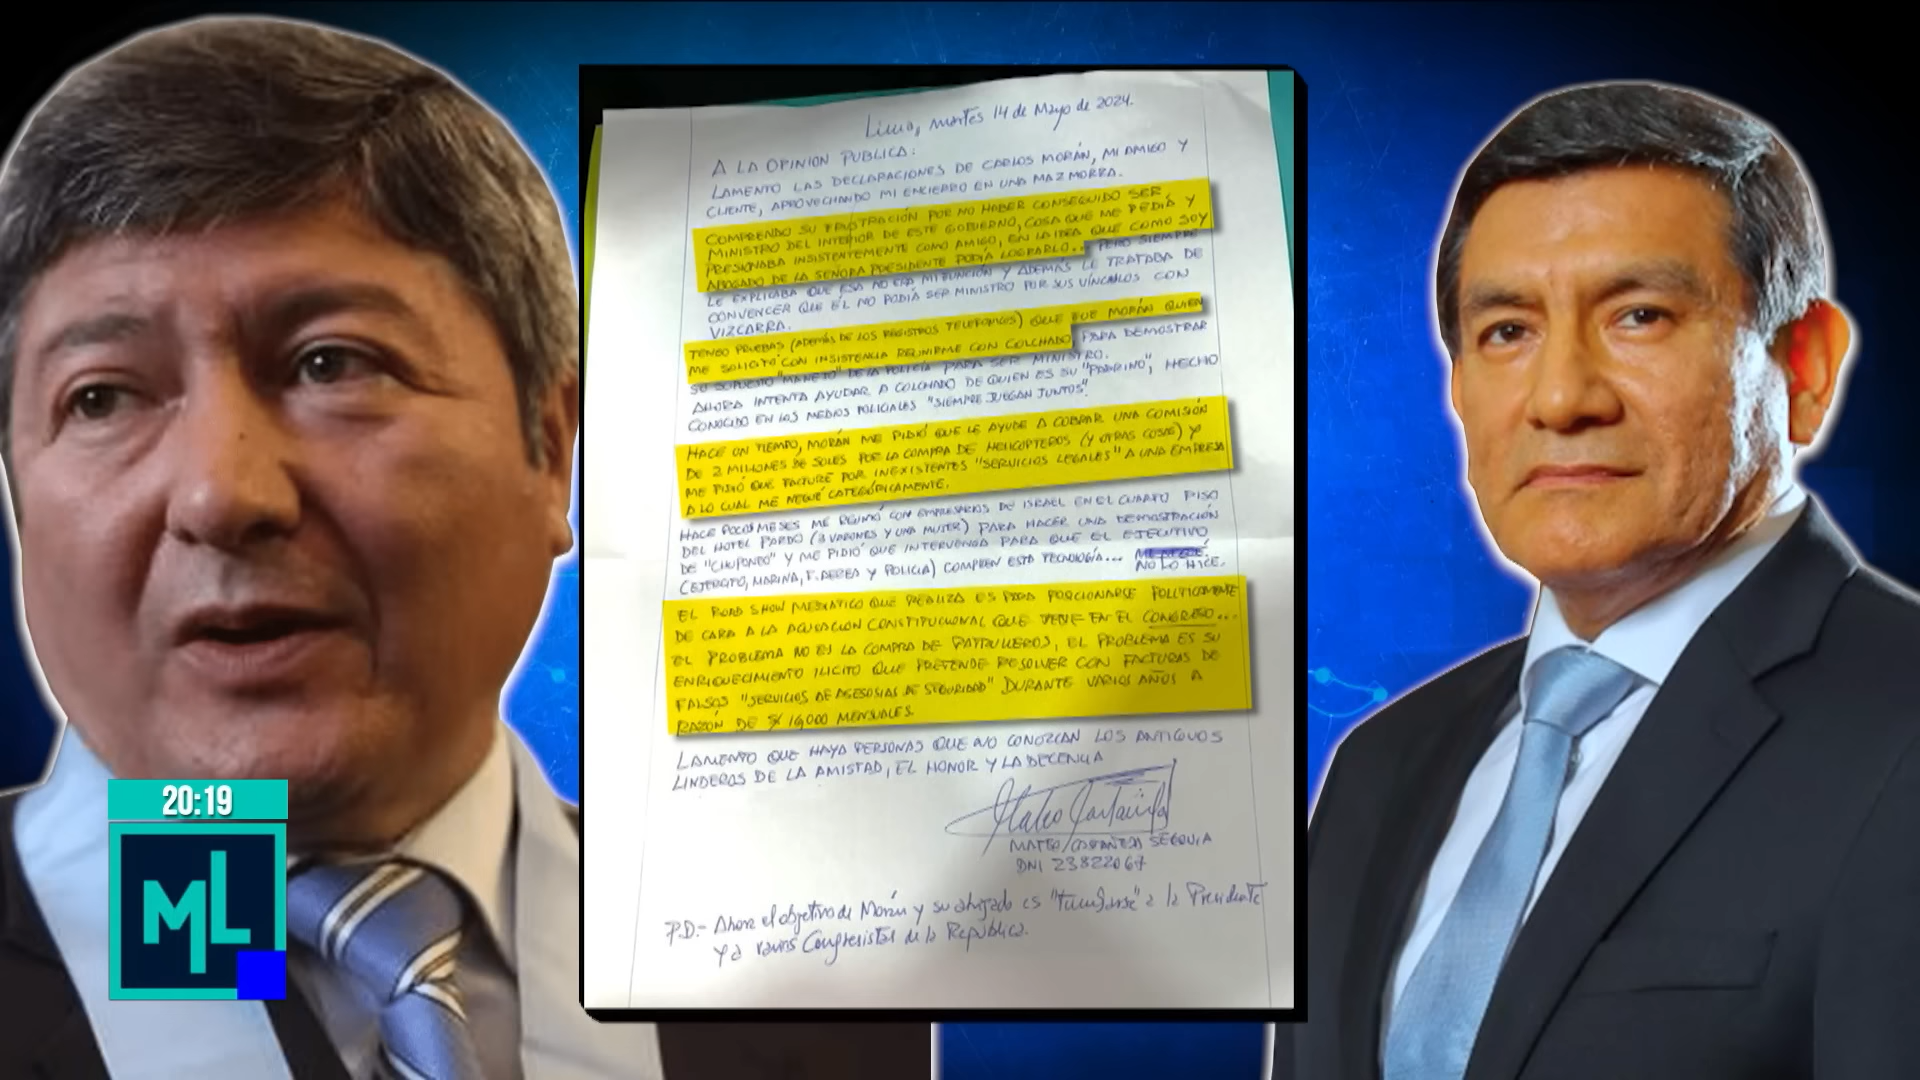 Lima, martes 14 de Mayo de 2024.
A LA OPINION PUBLICA:
LAMENTO LAS DECLARACIONES DE CARLOS MORÁN, MI AMIGO Y
CLIENTE, APROVECHANDO MI ENCIERRO EN UNA MAZMORRA.
COMPRENDO SU FRUSTRACIÓN POR NO HABER CONSEGUIDO SER
MINISTRO DEL INTERIOR DE ESTE GOBIERNO, COSA QUE ME PEDIA Y
PRESIONABA INSISTENTEMENTE COMO AMIGO, EN LA IDEA QUE COMO SOY
ABOGADO DE LA SEÑORA PRESIDENTE PODIA LOGRARLO... PERO SIEMPRE
LE EXPLICABA QUE ESA NO ERA MI FUNCIÓN Y ADEMÁS LE TRATABA DE
CONVENCER QUE EL NO PODIA SER MINISTRO POR SUS VÍNCULOS CON
VIZCARRA.
TENGO PRUEBAS (ADEMÁS DE LOS REGISTROS TELEFONICOS) QUE FUE MORÁN QUIEN
ME SOLICITÓ CON INSISTENCIA REUNIRME CON COLCHADO, PARA DEMOSTRAR
SU SUPUESTO "MANEJO" DE LA POLICIA PARA SER MINISTRO.
AHORA INTENTA AYUDAR A COLCHADO DE QUIEN ES SU "PADRINO", HECHO
CONOCIDO EN LOS MEDIOS POLICIALES "SIEMPRE JUEGAN JUNTOS".
HACE UN TIEMPO, MORÁN ME PIDIÓ QUE LE AYUDE A COBRAR UNA COMISIÓN
DE 2 MILLONES DE SOLES POR LA COMPRA DE HELICOPTEROS (Y OTRAS COSAS) Y
ME PIDIÓ QUE FACTURE POR INEXISTENTES "SERVICIOS LEGALES" A UNA EMPRESA
A LO CUAL ME NEGUÉ CATEGÓRICAMENTE.
HACE POCOS MESES ME REUNIÓ CON EMPRESARIOS DE ISRAEL EN EL CUARTO PISO
DEL HOTEL PARDO (3 VARONES Y UNA MUJER) PARA HACER UNA DEMOSTRACIÓN
DE "CHUPONEO" Y ME PIDIÓ QUE INTERVENGA PARA QUE EL EJECUTIVO
(EJERCITO, MARINA, F. AEREA Y POLICIA) COMPREN ESTA TECNOLOGÍA...
NO LO HICE.
EL ROAD SHOW MEDIATICO QUE REALIZA ES PARA POSICIONARSE POLITICAMENTE
DE CARA A LA ACUSACION CONSTITUCIONAL QUE TIENE EN EL CONGRESO...
EL PROBLEMA NO ES LA COMPRA DE PATRULLEROS, EL PROBLEMA ES SU
ENRIQUECIMIENTO ILICITO QUE PRETENDE RESOLVER CON FACTURAS DE
FALSOS "SERVICIOS DE ASESORIAS DE SEGURIDAD" DURANTE VARIOS AÑOS A
RAZÓN DE S/ MENSUALES.
LAMENTO QUE HAYA PERSONAS QUE NO CONOZCAN LOS ANTIGUOS
LINDEROS DE LA AMISTAD, EL HONOR Y LA DECENCIA
MATEO CASTAÑEDA SEGOVIA
DNI 23822067
P.D.- Ahora el objetivo de Morán y su ahijado es "tumbarse" a la Presidente
y a varios Congresistas de la República.
20:19
ML